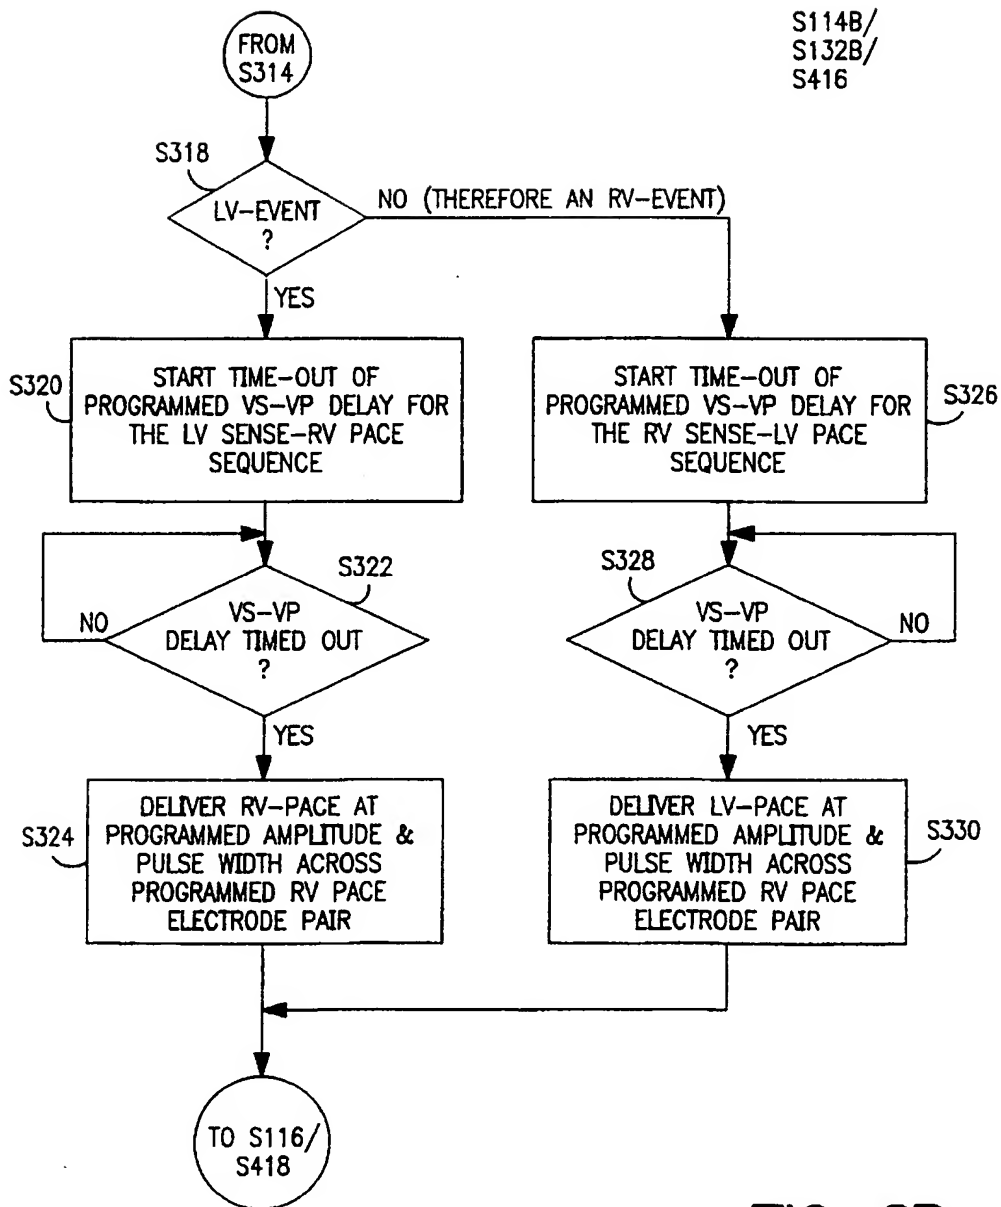 S114B/
S132B/
S416
FROM
S314
S318
LV-EVENT
?
NO (THEREFORE AN RV-EVENT)
YES
S320
START TIME-OUT OF
PROGRAMMED VS-VP DELAY FOR
THE LV SENSE-RV PACE
SEQUENCE
START TIME-OUT OF
PROGRAMMED VS-VP DELAY FOR
THE RV SENSE-LV PACE
SEQUENCE
S326
S322
VS-VP
DELAY TIMED OUT
?
NO
YES
S328
VS-VP
DELAY TIMED OUT
?
NO
YES
S324
DELIVER RV-PACE AT
PROGRAMMED AMPLITUDE &
PULSE WIDTH ACROSS
PROGRAMMED RV PACE
ELECTRODE PAIR
DELIVER LV-PACE AT
PROGRAMMED AMPLITUDE &
PULSE WIDTH ACROSS
PROGRAMMED RV PACE
ELECTRODE PAIR
S330
TO S116/
S418